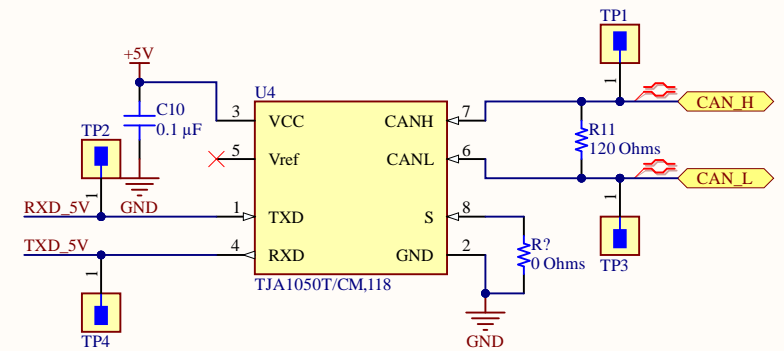 TP1
+5V
U4
C10
0.1 µF
3
VCC
CANH
7
1
CAN_H
TP2
R11
120 Ohms
5
Vref
CANL
6
CAN_L
1
GND
RXD_5V
1
TXD
S
8
1
TXD_5V
4
RXD
GND
2
R?
0 Ohms
TP3
1
TJA1050T/CM,118
TP4
GND